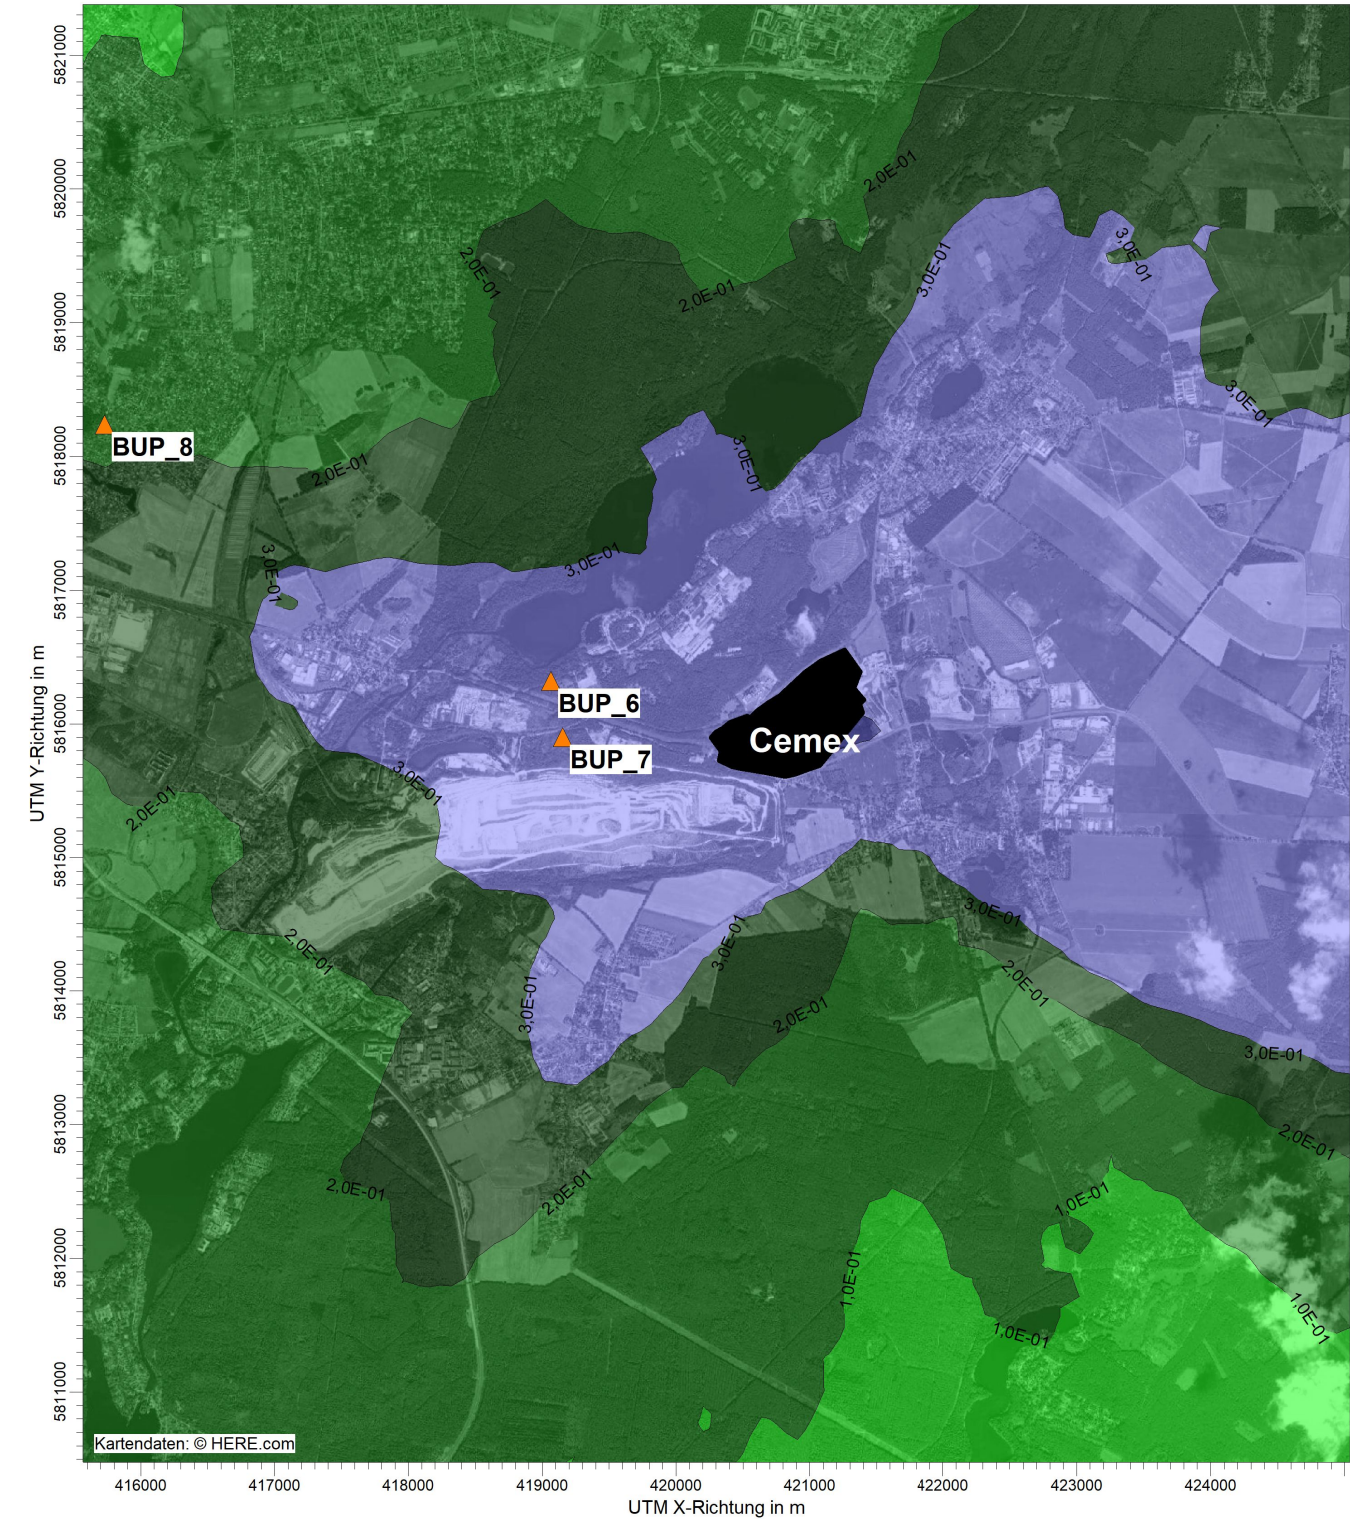 5821000
5820000
5819000
5818000
5817000
5816000
5815000
5814000
5813000
5812000
5811000
UTM Y-Richtung in m
2,0E-01
2,0E-01
2,0E-01
3,0E-01
3,0E-01
3,0E-01
BUP_8
2,0E-01
3,0E-01
3,0E-01
3,0E-01
BUP_6
Cemex
BUP_7
3,0E-01
2,0E-01
3,0E-01
2,0E-01
3,0E-01
2,0E-01
3,0E-01
2,0E-01
3,0E-01
2,0E-01
2,0E-01
2,0E-01
1,0E-01
1,0E-01
1,0E-01
1,0E-01
Kartendaten: © HERE.com
416000 417000 418000 419000 420000 421000 422000 423000 424000
UTM X-Richtung in m